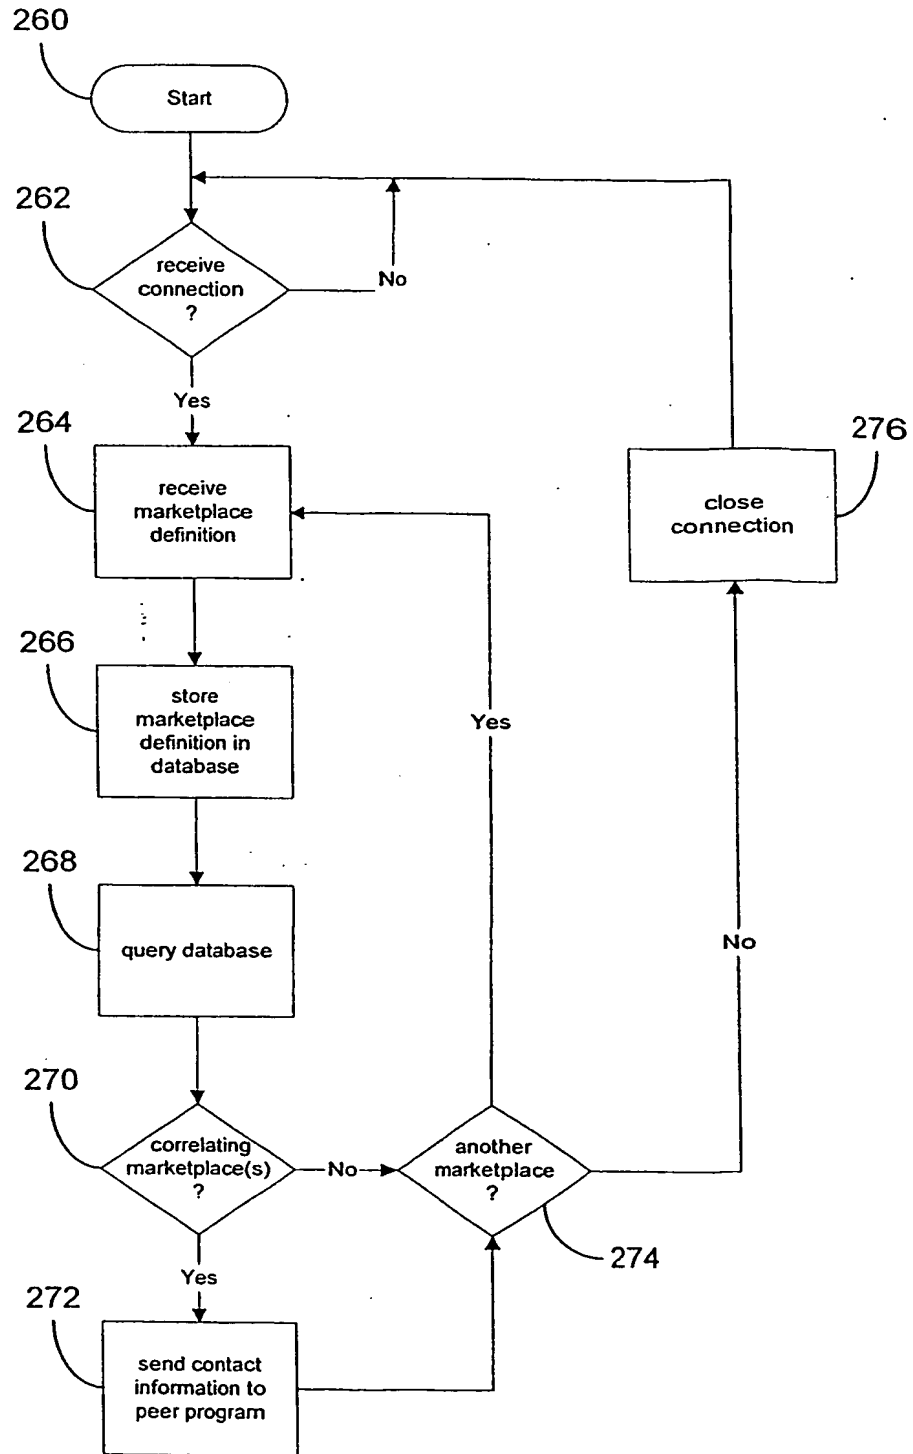 260
Start
262
receive
connection
?
No
Yes
264
receive
marketplace
definition
276
close
connection
266
store
marketplace
definition in
database
Yes
268
query database
No
270
correlating
marketplace(s)
?
No
another
marketplace
?
274
Yes
272
send contact
information to
peer program